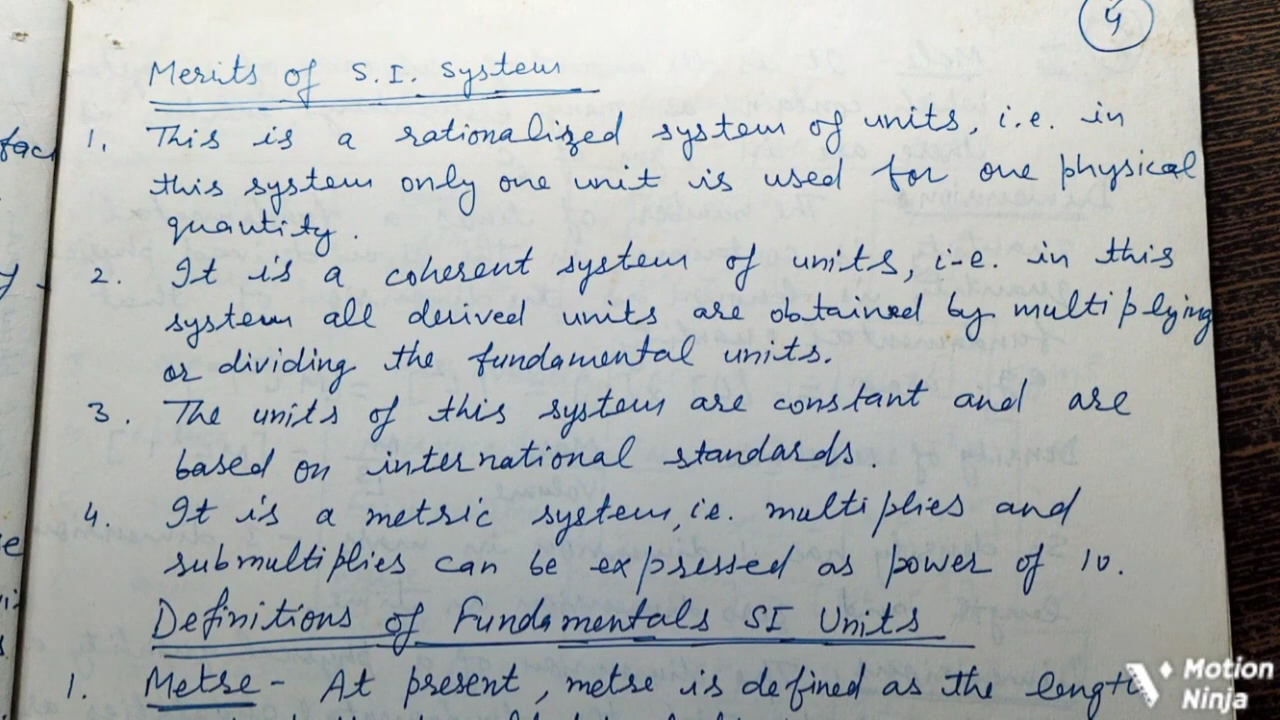 4
Merits of S.I. System
1. This is a rationalized system of units, i.e. in
this system only one unit is used for one physical
quantity.
2. It is a coherent system of units, i.e. in this
system all derived units are obtained by multiplying
or dividing the fundamental units.
3. The units of this system are constant and are
based on international standards.
4. It is a metric system, i.e. multiplies and
submultiplies can be expressed as power of 10.
Definitions of Fundamentals SI Units
1. Metre - At present, metre is defined as the length
Motion
Ninja